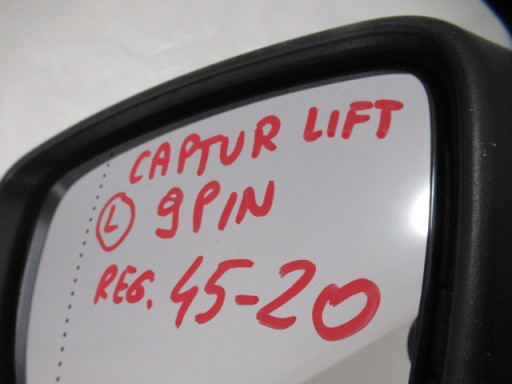 CAPTUR LIFT
L 9PIN
REG. 45-20